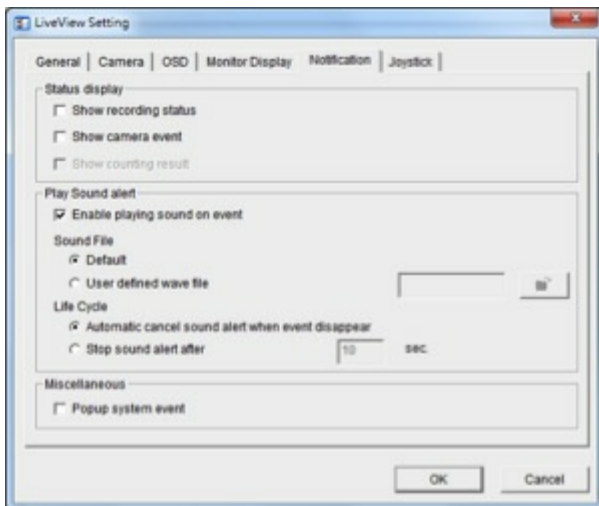 LiveView Setting
General Camera OSD Monitor Display Notification Joystick
Status display
Show recording status
Show camera event
Show counting result
Play Sound alert
Enable playing sound on event
Sound File
Default
User defined wave file
Life Cycle
Automatic cancel sound alert when event disappear
Stop sound alert after 10 sec.
Miscellaneous
Popup system event
OK Cancel